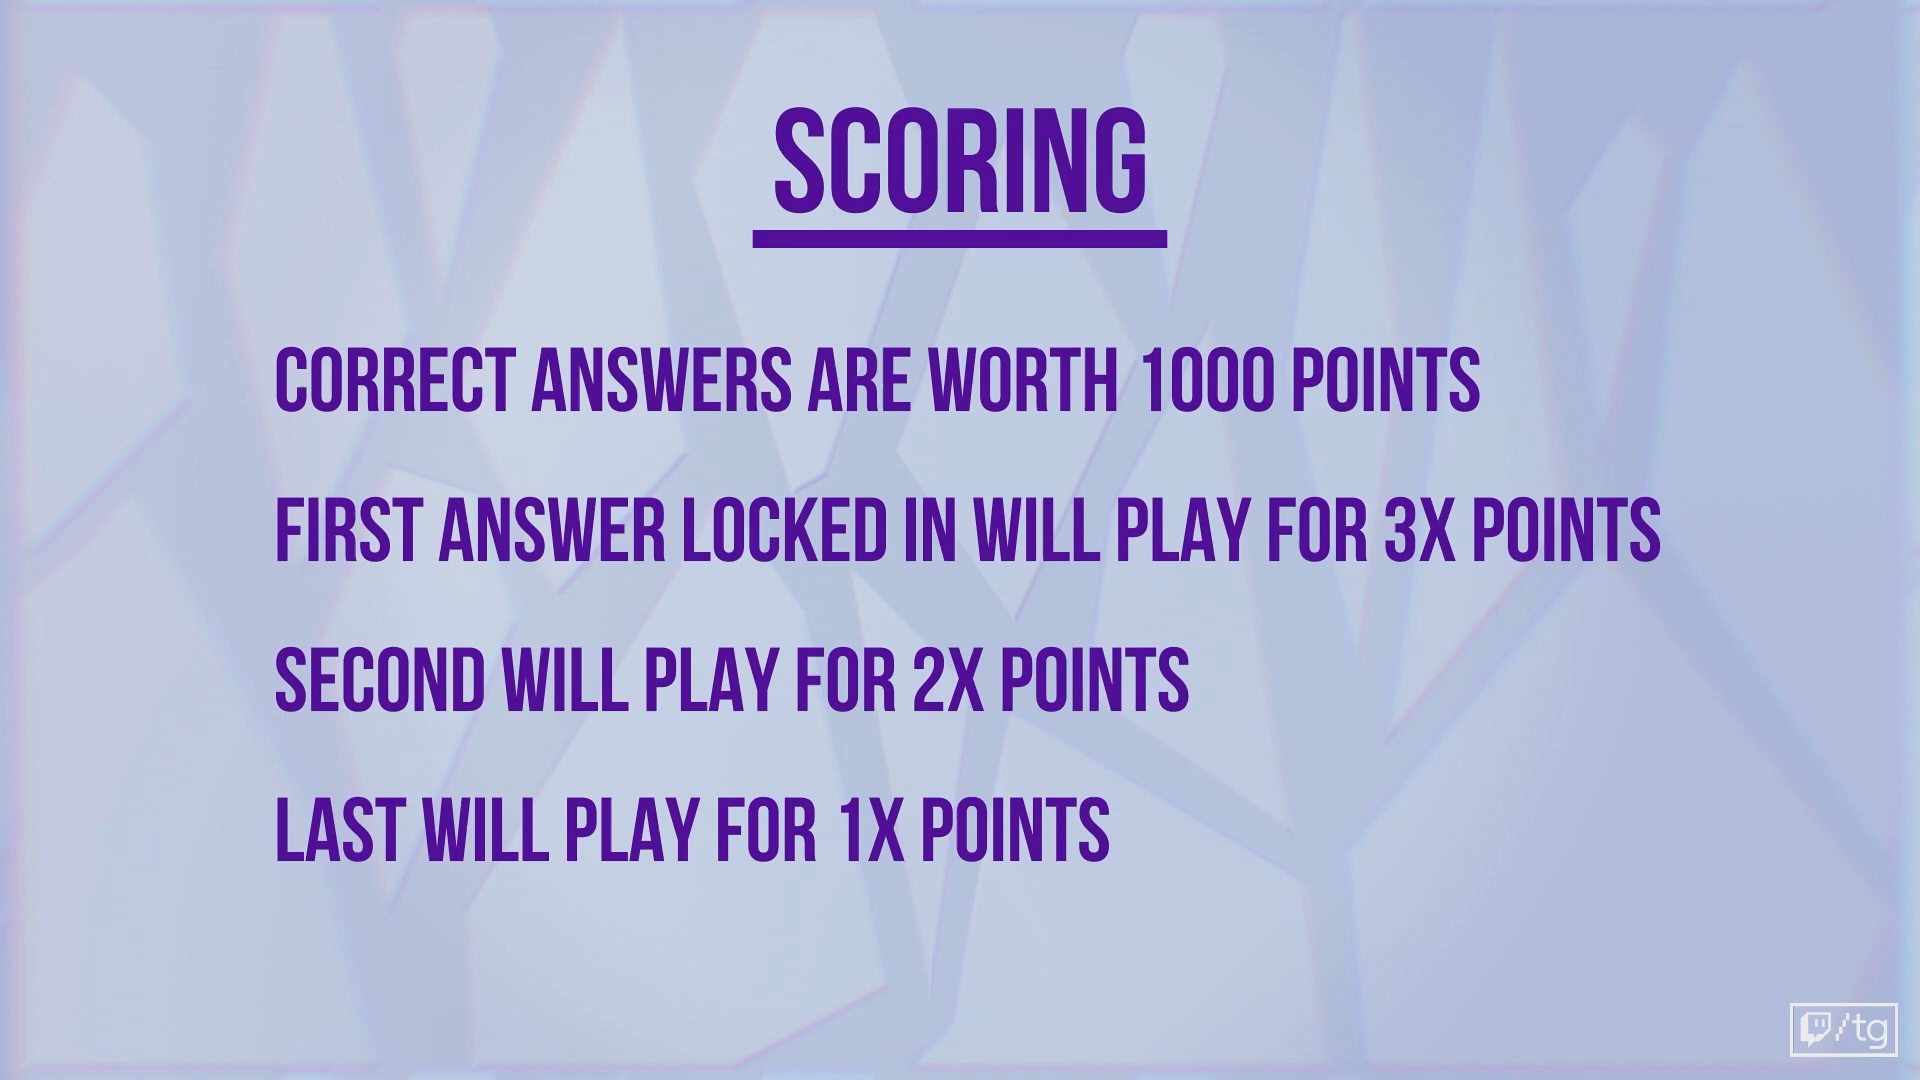 SCORING
CORRECT ANSWERS ARE WORTH 1000 POINTS
FIRST ANSWER LOCKED IN WILL PLAY FOR 3X POINTS
SECOND WILL PLAY FOR 2X POINTS
LAST WILL PLAY FOR 1X POINTS
/tg